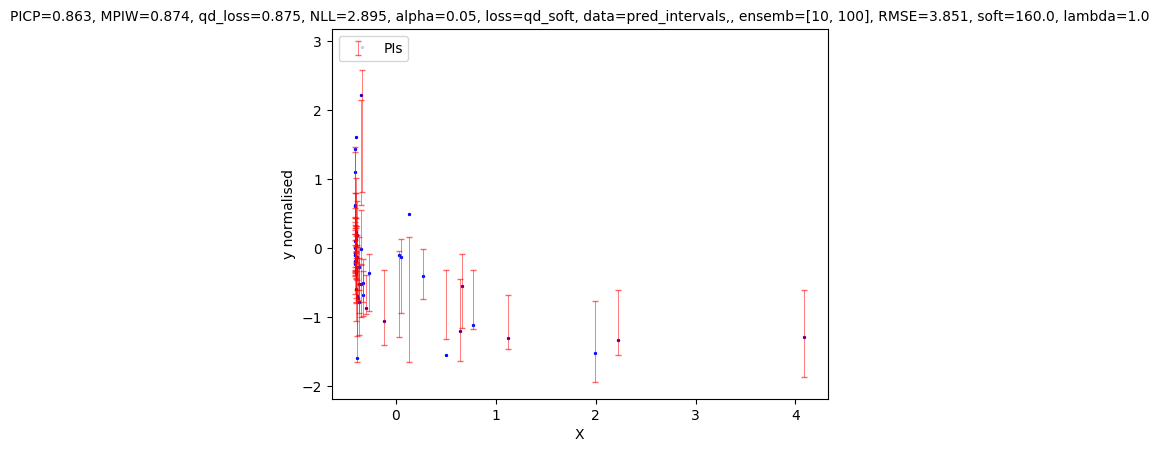 PICP=0.863, MPIW=0.874, qd_loss=0.875, NLL=2.895, alpha=0.05, loss=qd_soft, data=pred_intervals,, ensemb=[10, 100], RMSE=3.851, soft=160.0, lambda=1.0
PIs
3
2
1
0
−1
−2
y normalised
0 1 2 3 4
X